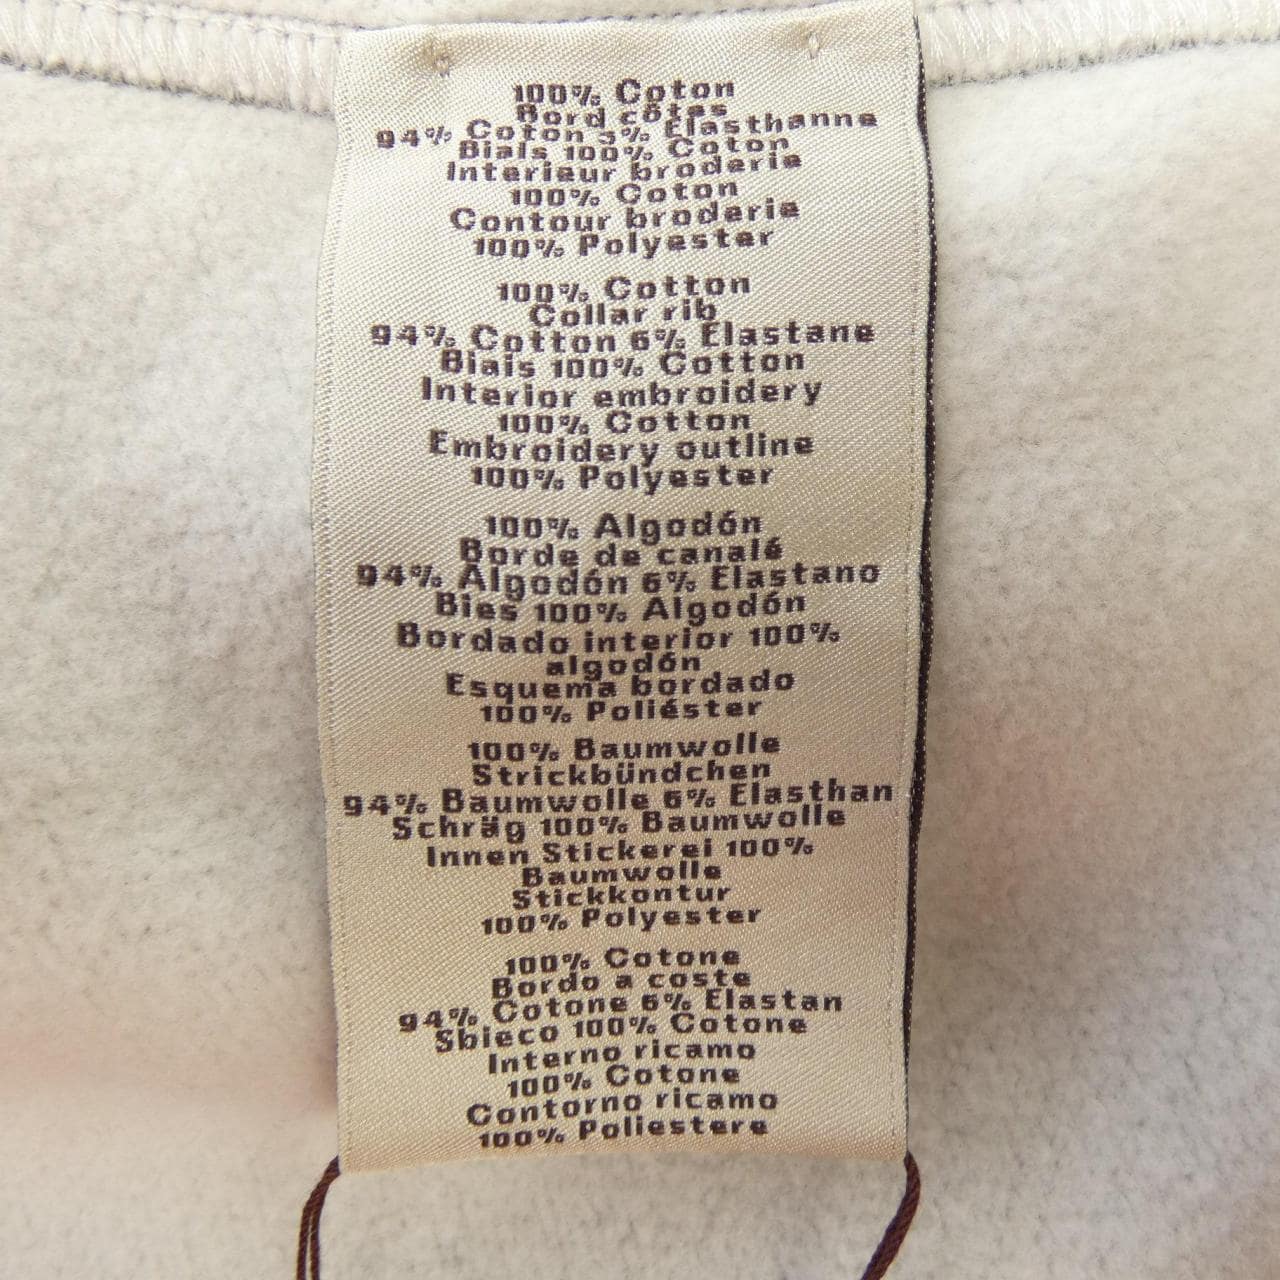 100% Coton
Bord côtes
94% Coton 5% Elasthanne
Biais 100% Coton
Interieur broderie
100% Coton
Contour broderie
100% Polyester
100% Cotton
Collar rib
94% Cotton 6% Elastane
Biais 100% Cotton
Interior embroidery
100% Cotton
Embroidery outline
100% Polyester
100% Algodón
Borde de canalé
94% Algodón 6% Elastano
Bies 100% Algodón
Bordado interior 100%
algodón
Esquema bordado
100% Poliéster
100% Baumwolle
Strickbündchen
94% Baumwolle 6% Elasthan
Schräg 100% Baumwolle
Innen Stickerei 100%
Baumwolle
Stickkontur
100% Polyester
100% Cotone
Bordo a coste
94% Cotone 6% Elastan
Sbieco 100% Cotone
Interno ricamo
100% Cotone
Contorno ricamo
100% Poliestere